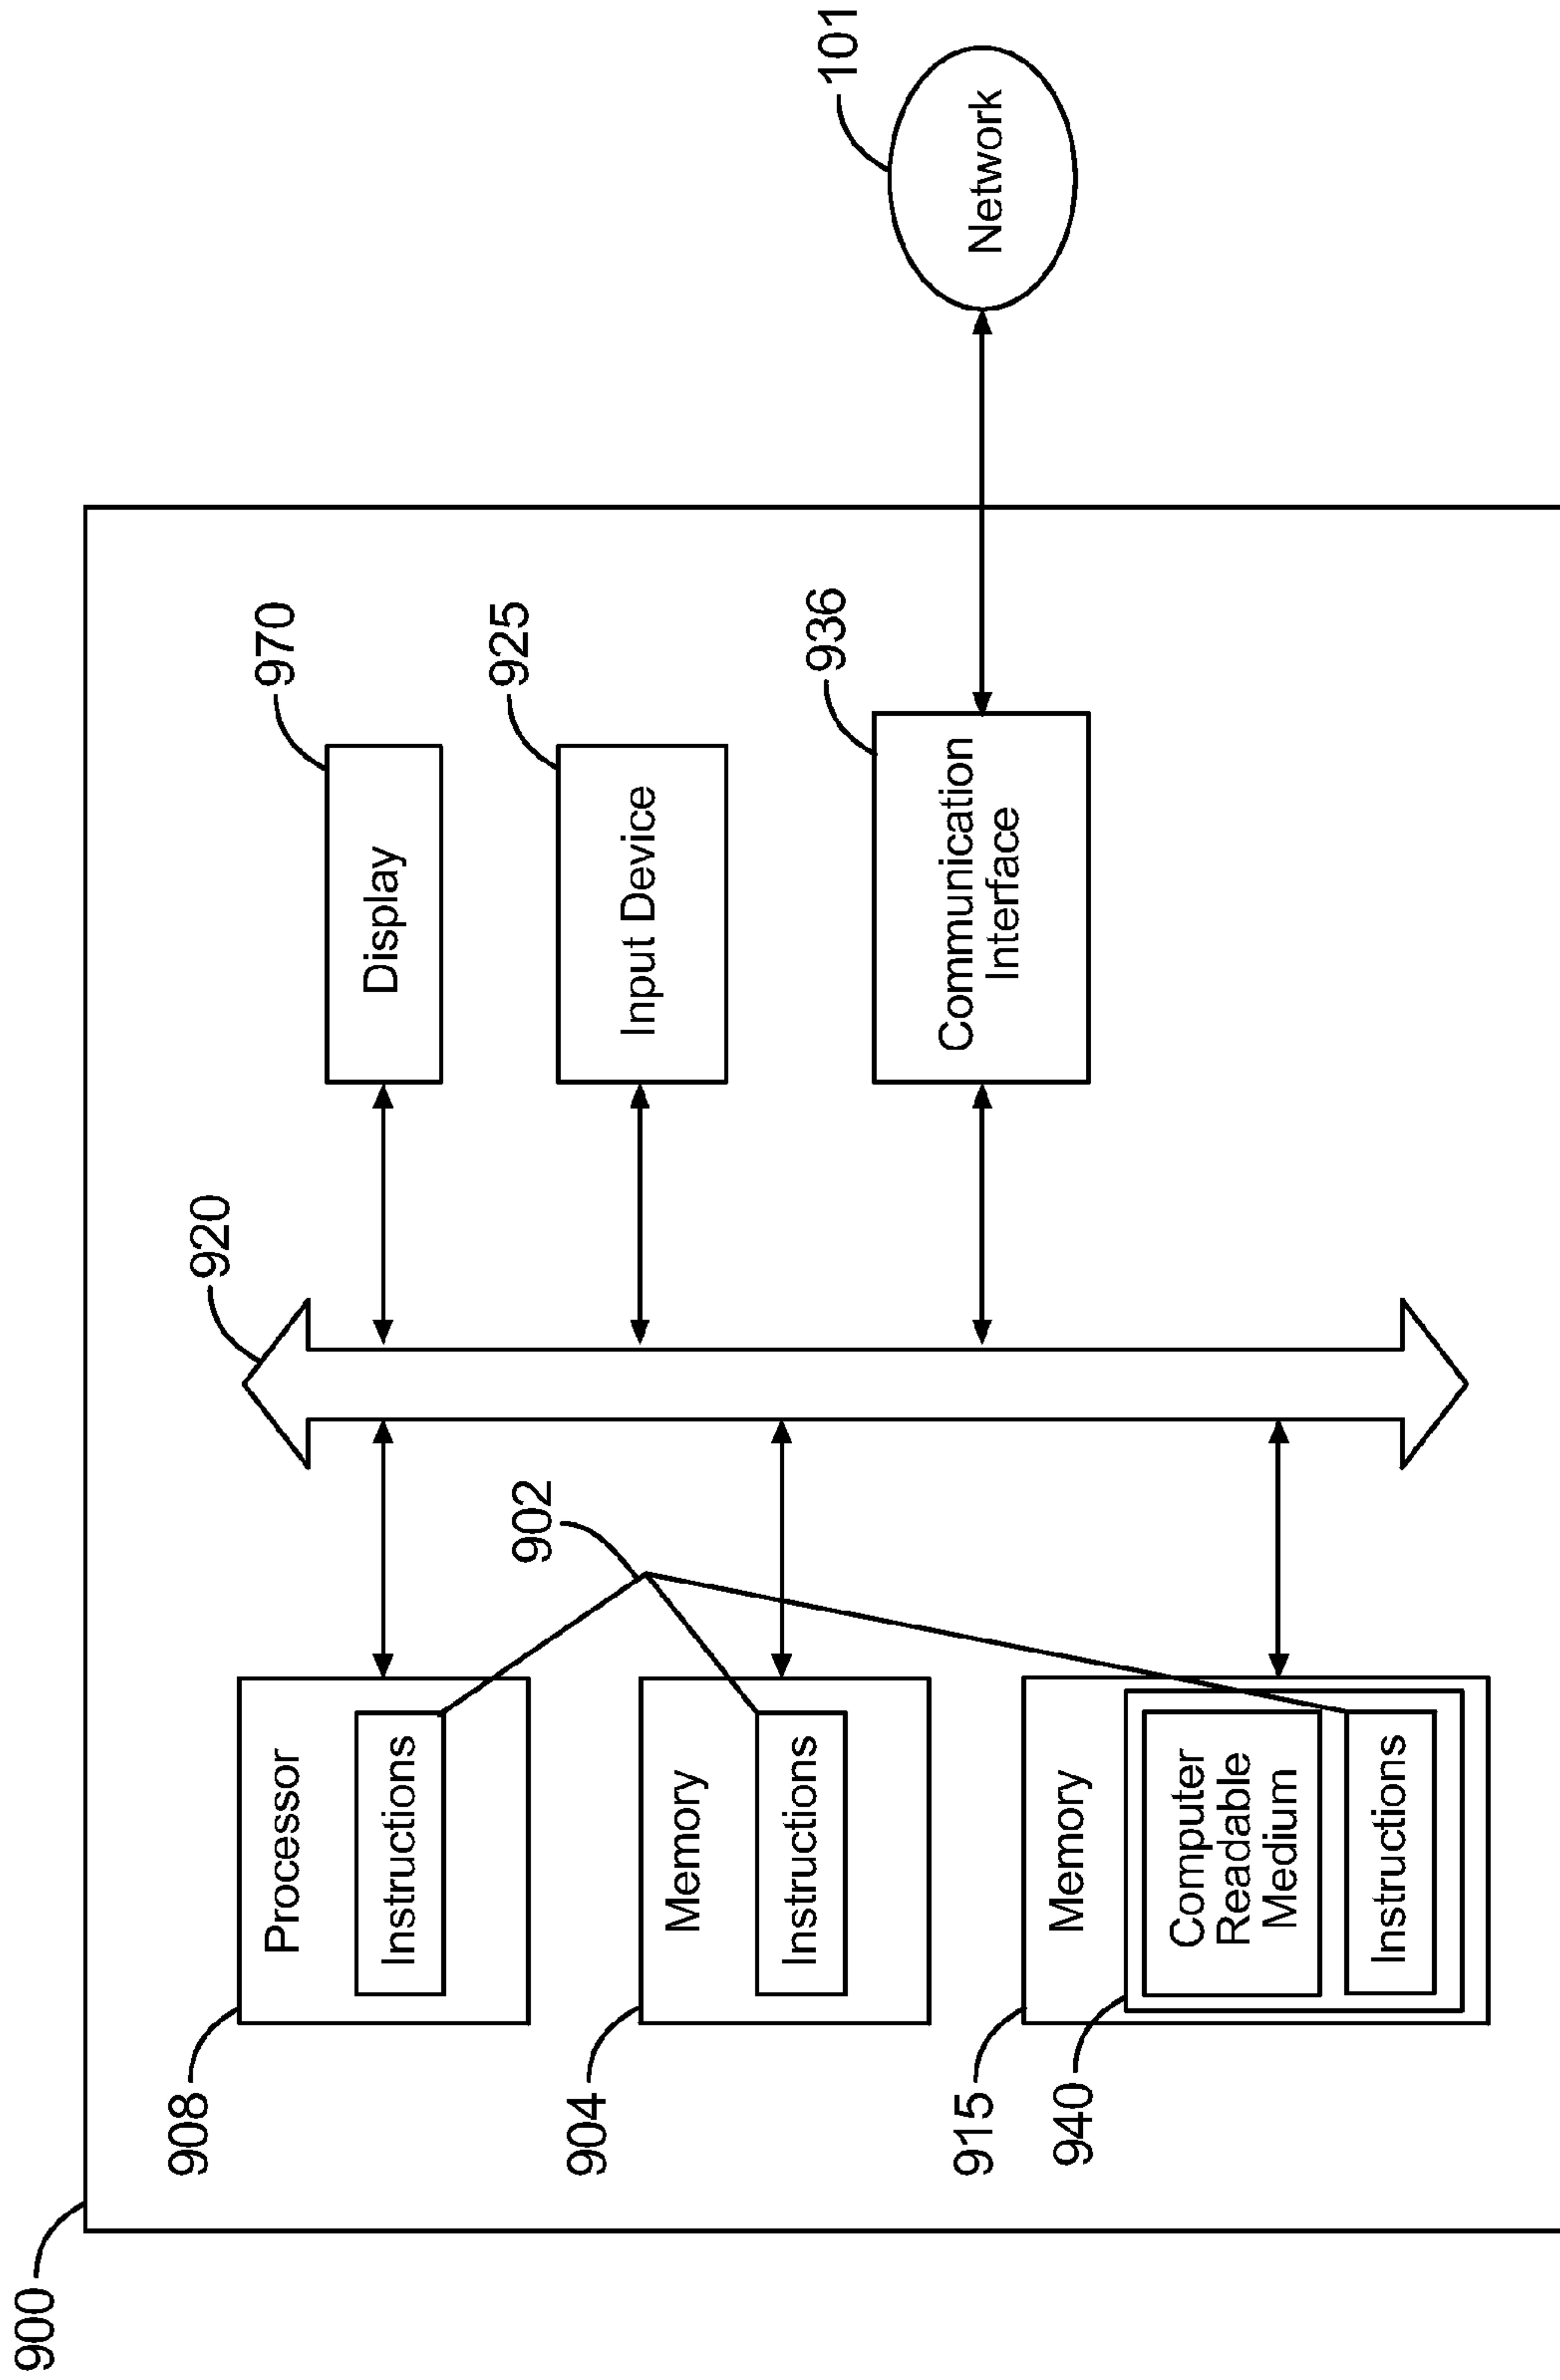 900
908
Processor
Instructions
904
Memory
Instructions
902
915
940
Memory
Computer
Readable
Medium
Instructions
920
970
Display
925
Input Device
936
Communication
Interface
101
Network